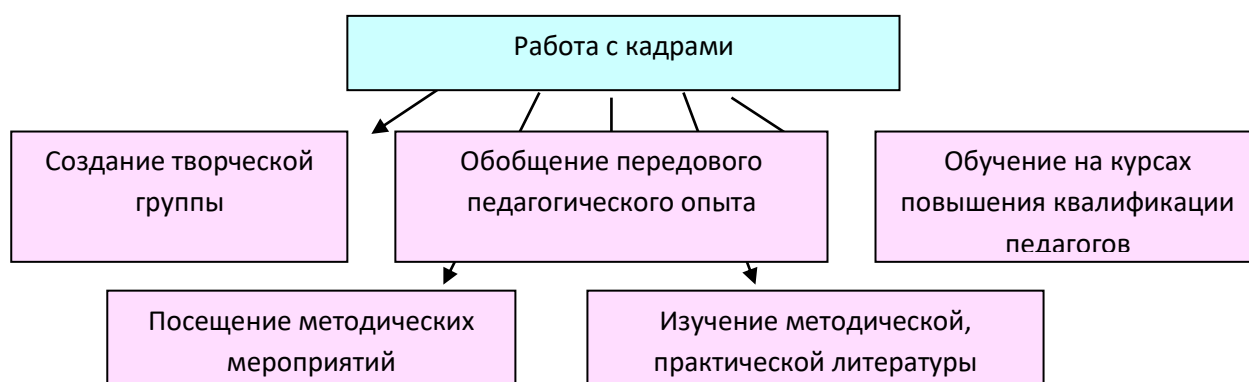 Работа с кадрами
Создание творческой
группы
Обобщение передового
педагогического опыта
Обучение на курсах
повышения квалификации
педагогов
Посещение методических
мероприятий
Изучение методической,
практической литературы